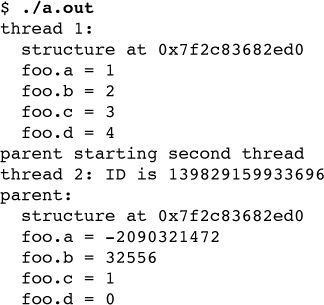 $ ./a.out
thread 1:
  structure at 0x7f2c83682ed0
  foo.a = 1
  foo.b = 2
  foo.c = 3
  foo.d = 4
parent starting second thread
thread 2: ID is 139829159933696
parent:
  structure at 0x7f2c83682ed0
  foo.a = -2090321472
  foo.b = 32556
  foo.c = 1
  foo.d = 0